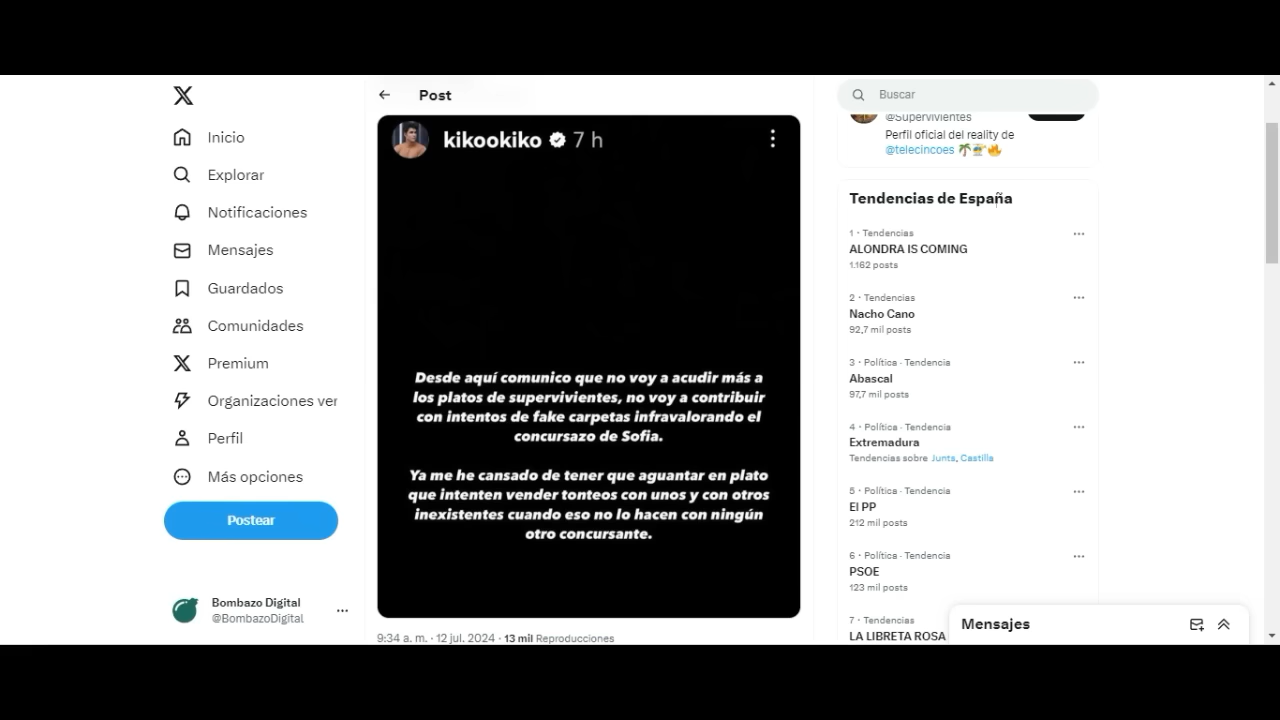 Inicio
Explorar
Notificaciones
Mensajes
Guardados
Comunidades
Premium
Organizaciones ver
Perfil
Más opciones
Postear
Bombazo Digital
@BombazoDigital
Post
kikookiko 7 h
Desde aquí comunico que no voy a acudir más a
los platos de supervivientes, no voy a contribuir
con intentos de fake carpetas infravalorando el
concursazo de Sofia.
Ya me he cansado de tener que aguantar en plato
que intenten vender tonteos con unos y con otros
inexistentes cuando eso no lo hacen con ningún
otro concursante.
9:34 a. m. · 12 jul. 2024 · 13 mil Reproducciones
Buscar
@Supervivientes
Perfil oficial del reality de
@telecincoes 🌴🏝️🔥
Tendencias de España
1 · Tendencias
ALONDRA IS COMING
1.162 posts
2 · Tendencias
Nacho Cano
92,7 mil posts
3 · Política · Tendencia
Abascal
97,7 mil posts
4 · Política · Tendencia
Extremadura
Tendencias sobre Junts, Castilla
5 · Política · Tendencia
El PP
212 mil posts
6 · Política · Tendencia
PSOE
123 mil posts
7 · Tendencias
LA LIBRETA ROSA
Mensajes